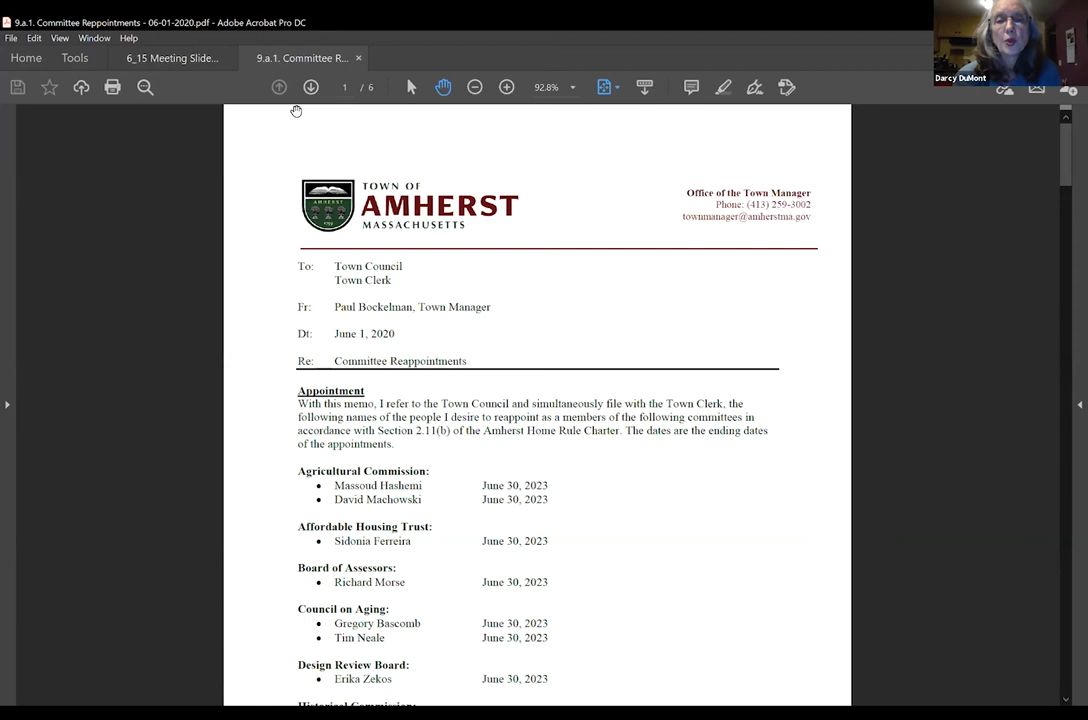 9.a.1. Committee Reppointments - 06-01-2020.pdf - Adobe Acrobat Pro DC
File Edit View Window Help
Home Tools 6_15 Meeting Slide... 9.a.1. Committee R... ×
1 / 6 92.8%
Darcy DuMont
TOWN OF
AMHERST
MASSACHUSETTS
AMHERST
Office of the Town Manager
Phone: (413) 259-3002
townmanager@amherstma.gov
To: Town Council
Town Clerk
Fr: Paul Bockelman, Town Manager
Dt: June 1, 2020
Re: Committee Reappointments
Appointment
With this memo, I refer to the Town Council and simultaneously file with the Town Clerk, the
following names of the people I desire to reappoint as a members of the following committees in
accordance with Section 2.11(b) of the Amherst Home Rule Charter. The dates are the ending dates
of the appointments.
Agricultural Commission:
• Massoud Hashemi June 30, 2023
• David Machowski June 30, 2023
Affordable Housing Trust:
• Sidonia Ferreira June 30, 2023
Board of Assessors:
• Richard Morse June 30, 2023
Council on Aging:
• Gregory Bascomb June 30, 2023
• Tim Neale June 30, 2023
Design Review Board:
• Erika Zekos June 30, 2023
Historical Commission: